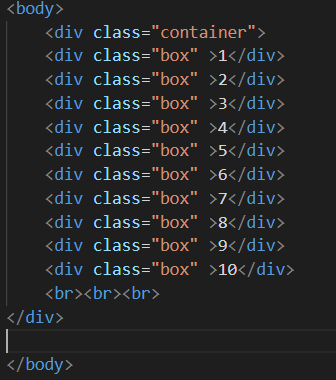 <body>
    <div class="container">
    <div class="box" >1</div>
    <div class="box" >2</div>
    <div class="box" >3</div>
    <div class="box" >4</div>
    <div class="box" >5</div>
    <div class="box" >6</div>
    <div class="box" >7</div>
    <div class="box" >8</div>
    <div class="box" >9</div>
    <div class="box" >10</div>
    <br><br><br>
</div>
</body>